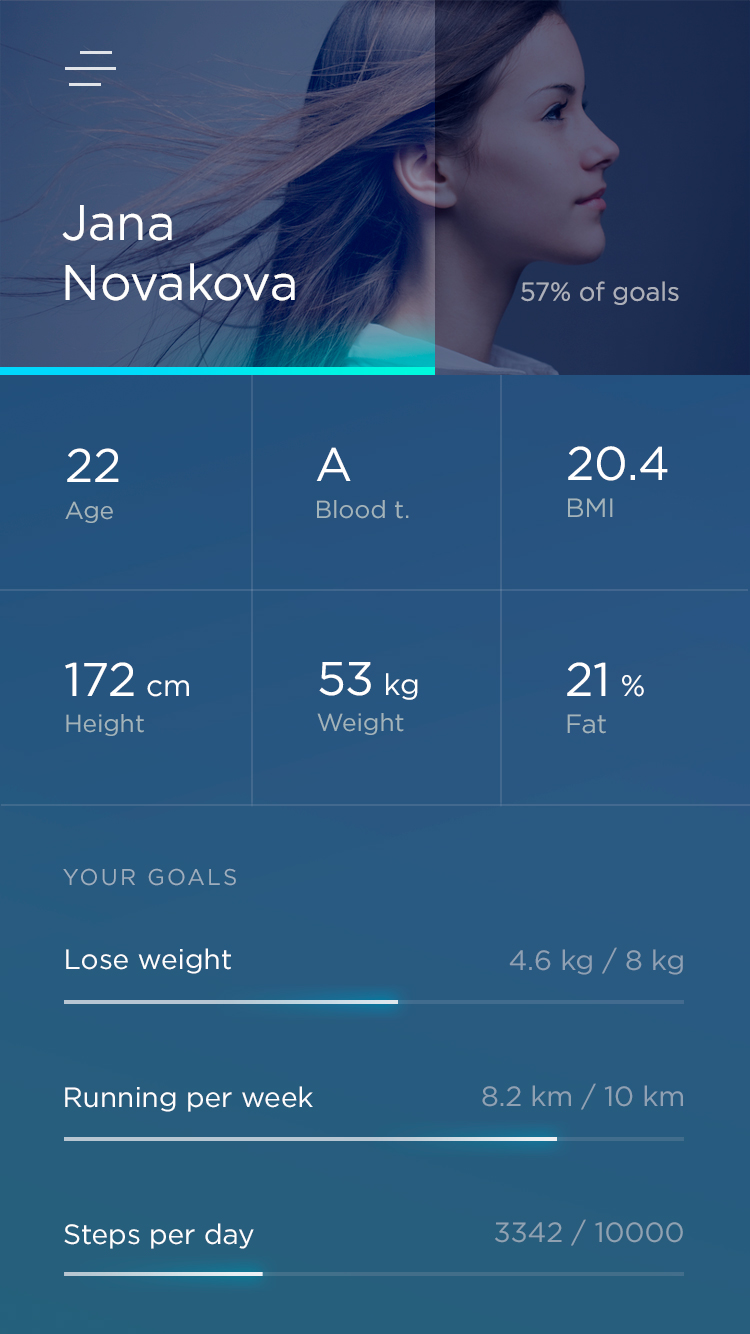 Jana
Novakova
57% of goals
22
Age
A
Blood t.
20.4
BMI
172 cm
Height
53 kg
Weight
21 %
Fat
YOUR GOALS
Lose weight
4.6 kg / 8 kg
Running per week
8.2 km / 10 km
Steps per day
3342 / 10000